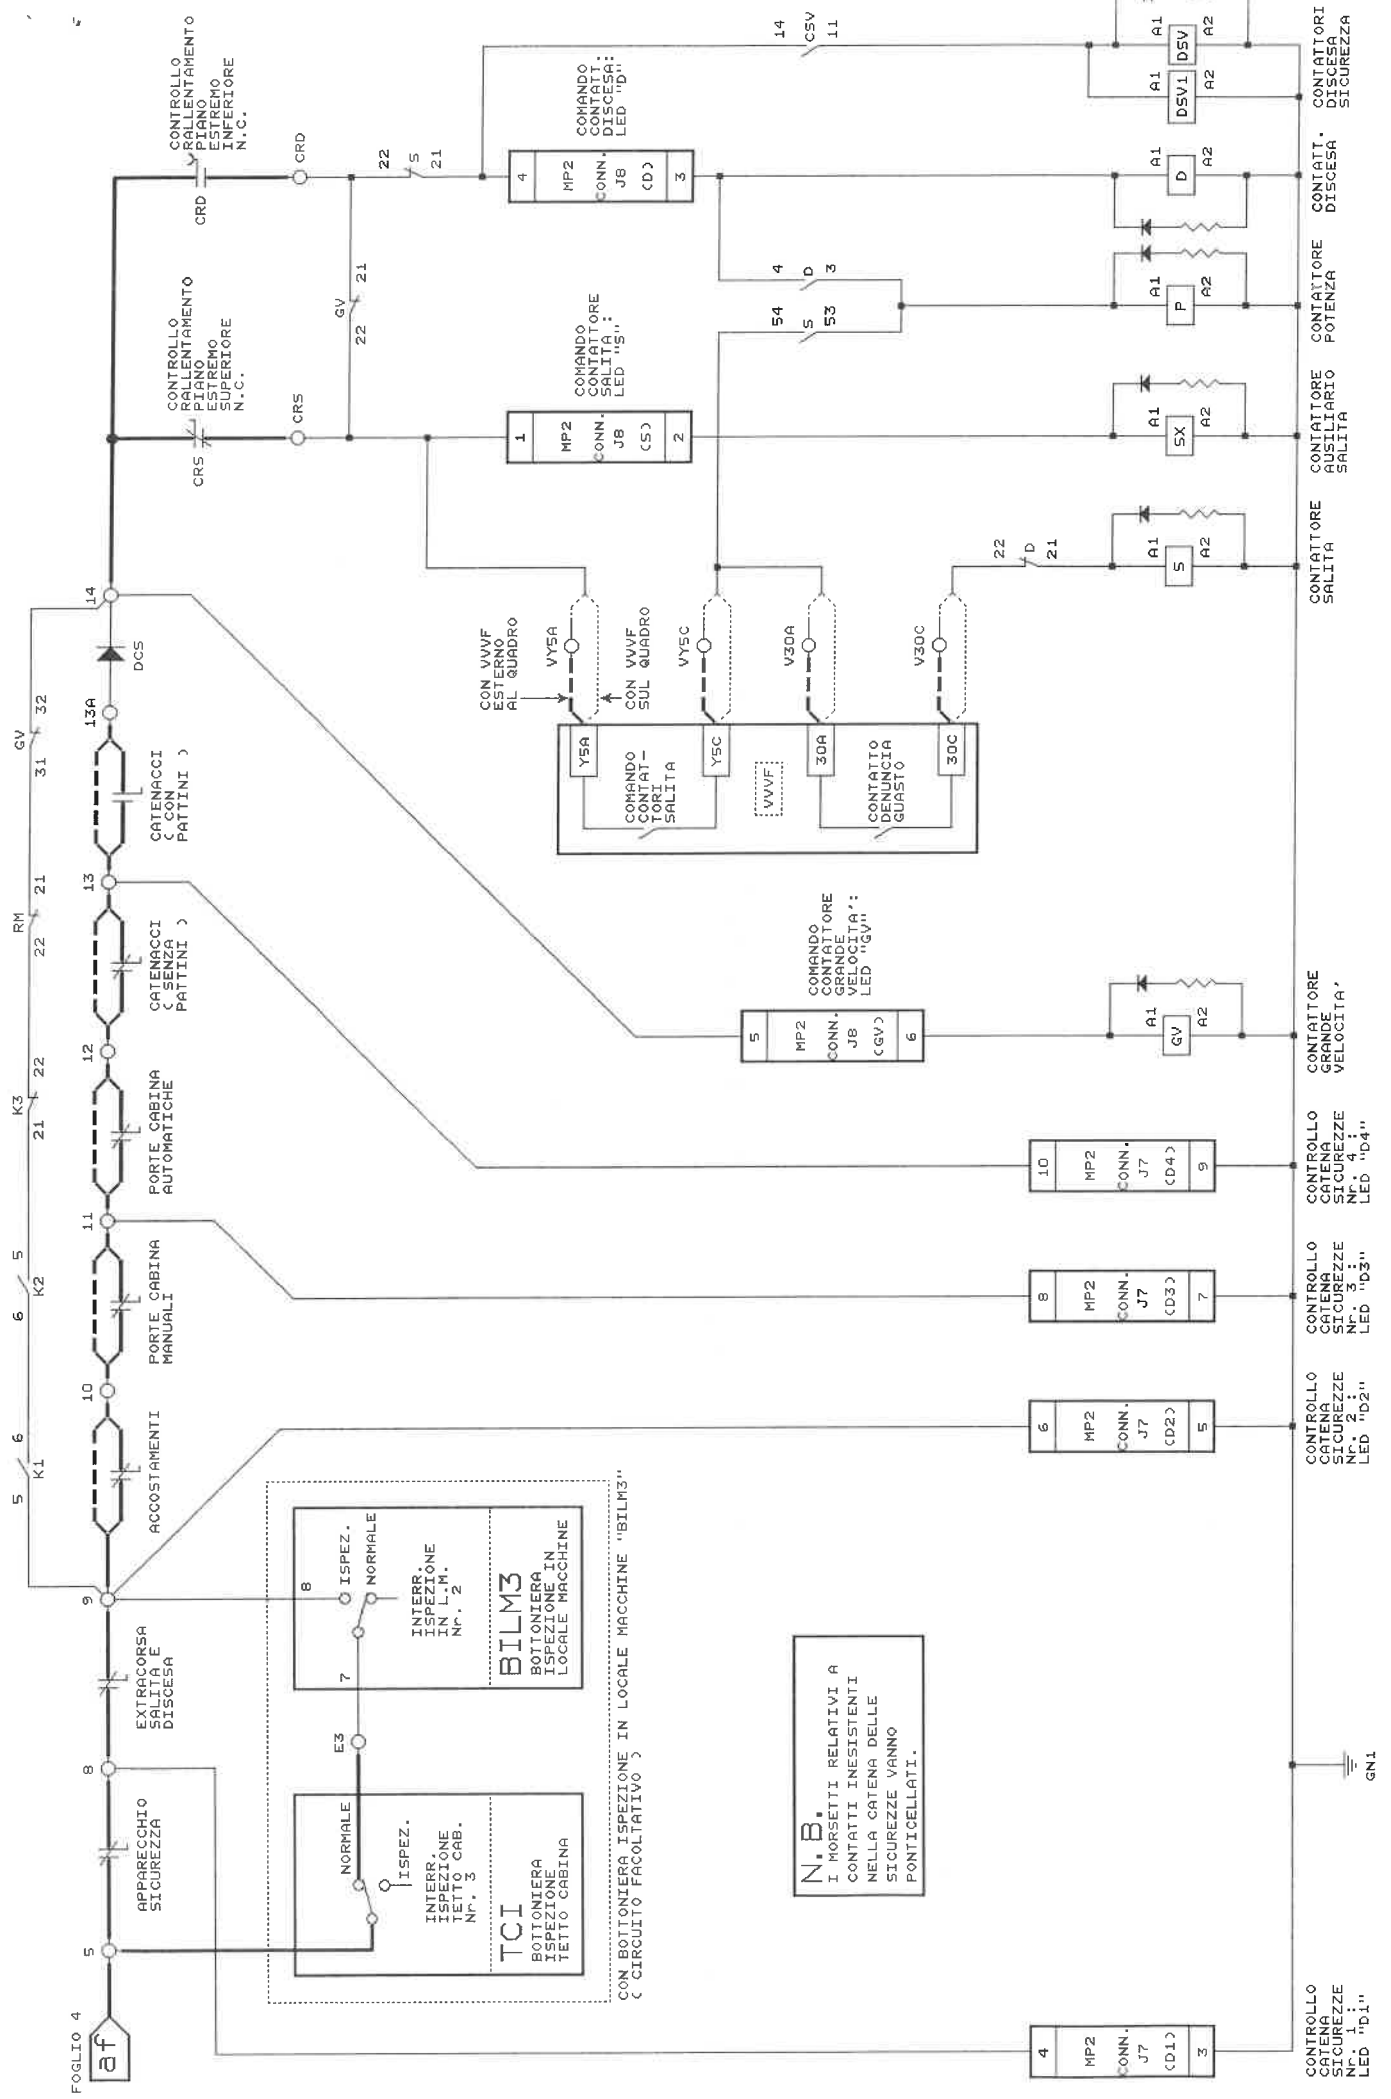 FOGLIO 4
af
5
APPARECCHIO
SICUREZZA
8
EXTRACORSA
SALITA E
DISCESA
9
ACCOSTAMENTI
10
PORTE CABINA
MANUALI
11
PORTE CABINA
AUTOMATICHE
12
CATENACCI
( SENZA
PATTINI )
13
CATENACCI
( CON
PATTINI )
13A
DCS
14
5
K1
6
6
K2
5
21
K3
22
22
RM
21
31
GV
32
CRS
CONTROLLO
RALLENTAMENTO
PIANO
ESTREMO
SUPERIORE
N.C.
CRS
CRD
CONTROLLO
RALLENTAMENTO
PIANO
ESTREMO
INFERIORE
N.C.
CRD
22
GV
21
22
S
21
TCI
BOTTONIERA
ISPEZIONE
TETTO CABINA
INTERR.
ISPEZIONE
TETTO CAB.
Nr. 3
NORMALE
ISPEZ.
E3
7
8
ISPEZ.
NORMALE
INTERR.
ISPEZIONE
IN L.M.
Nr. 2
BILM3
BOTTONIERA
ISPEZIONE IN
LOCALE MACCHINE
CON BOTTONIERA ISPEZIONE IN LOCALE MACCHINE "BILM3"
( CIRCUITO FACOLTATIVO )
CON VVVF
ESTERNO
AL QUADRO
CON VVVF
SUL QUADRO
VY5A
VY5C
V30A
V30C
Y5A
Y5C
30A
30C
COMANDO
CONTAT-
TORI
SALITA
VVVF
CONTATTO
DENUNCIA
GUASTO
1
MP2
CONN.
J8
(S)
2
COMANDO
CONTATTORE
SALITA :
LED "S"
4
MP2
CONN.
J8
(D)
3
COMANDO
CONTATT.
DISCESA:
LED "D"
14
CSV
11
54
S
53
4
D
3
22
D
21
5
MP2
CONN.
J8
(GV)
6
COMANDO
CONTATTORE
GRANDE
VELOCITA':
LED "GV"
N.B.
I MORSETTI RELATIVI A
CONTATTI INESISTENTI
NELLA CATENA DELLE
SICUREZZE VANNO
PONTICELLATI.
4
MP2
CONN.
J7
(D1)
3
6
MP2
CONN.
J7
(D2)
5
8
MP2
CONN.
J7
(D3)
7
10
MP2
CONN.
J7
(D4)
9
A1
GV
A2
A1
S
A2
A1
SX
A2
A1
P
A2
A1
D
A2
A1
DSV1
A2
A1
DSV
A2
CONTROLLO
CATENA
SICUREZZE
Nr. 1 :
LED "D1"
GN1
CONTROLLO
CATENA
SICUREZZE
Nr. 2 :
LED "D2"
CONTROLLO
CATENA
SICUREZZE
Nr. 3 :
LED "D3"
CONTROLLO
CATENA
SICUREZZE
Nr. 4 :
LED "D4"
CONTATTORE
GRANDE
VELOCITA'
CONTATTORE
SALITA
CONTATTORE
AUSILIARIO
SALITA
CONTATTORE
POTENZA
CONTATT.
DISCESA
CONTATTORI
DISCESA
SICUREZZA